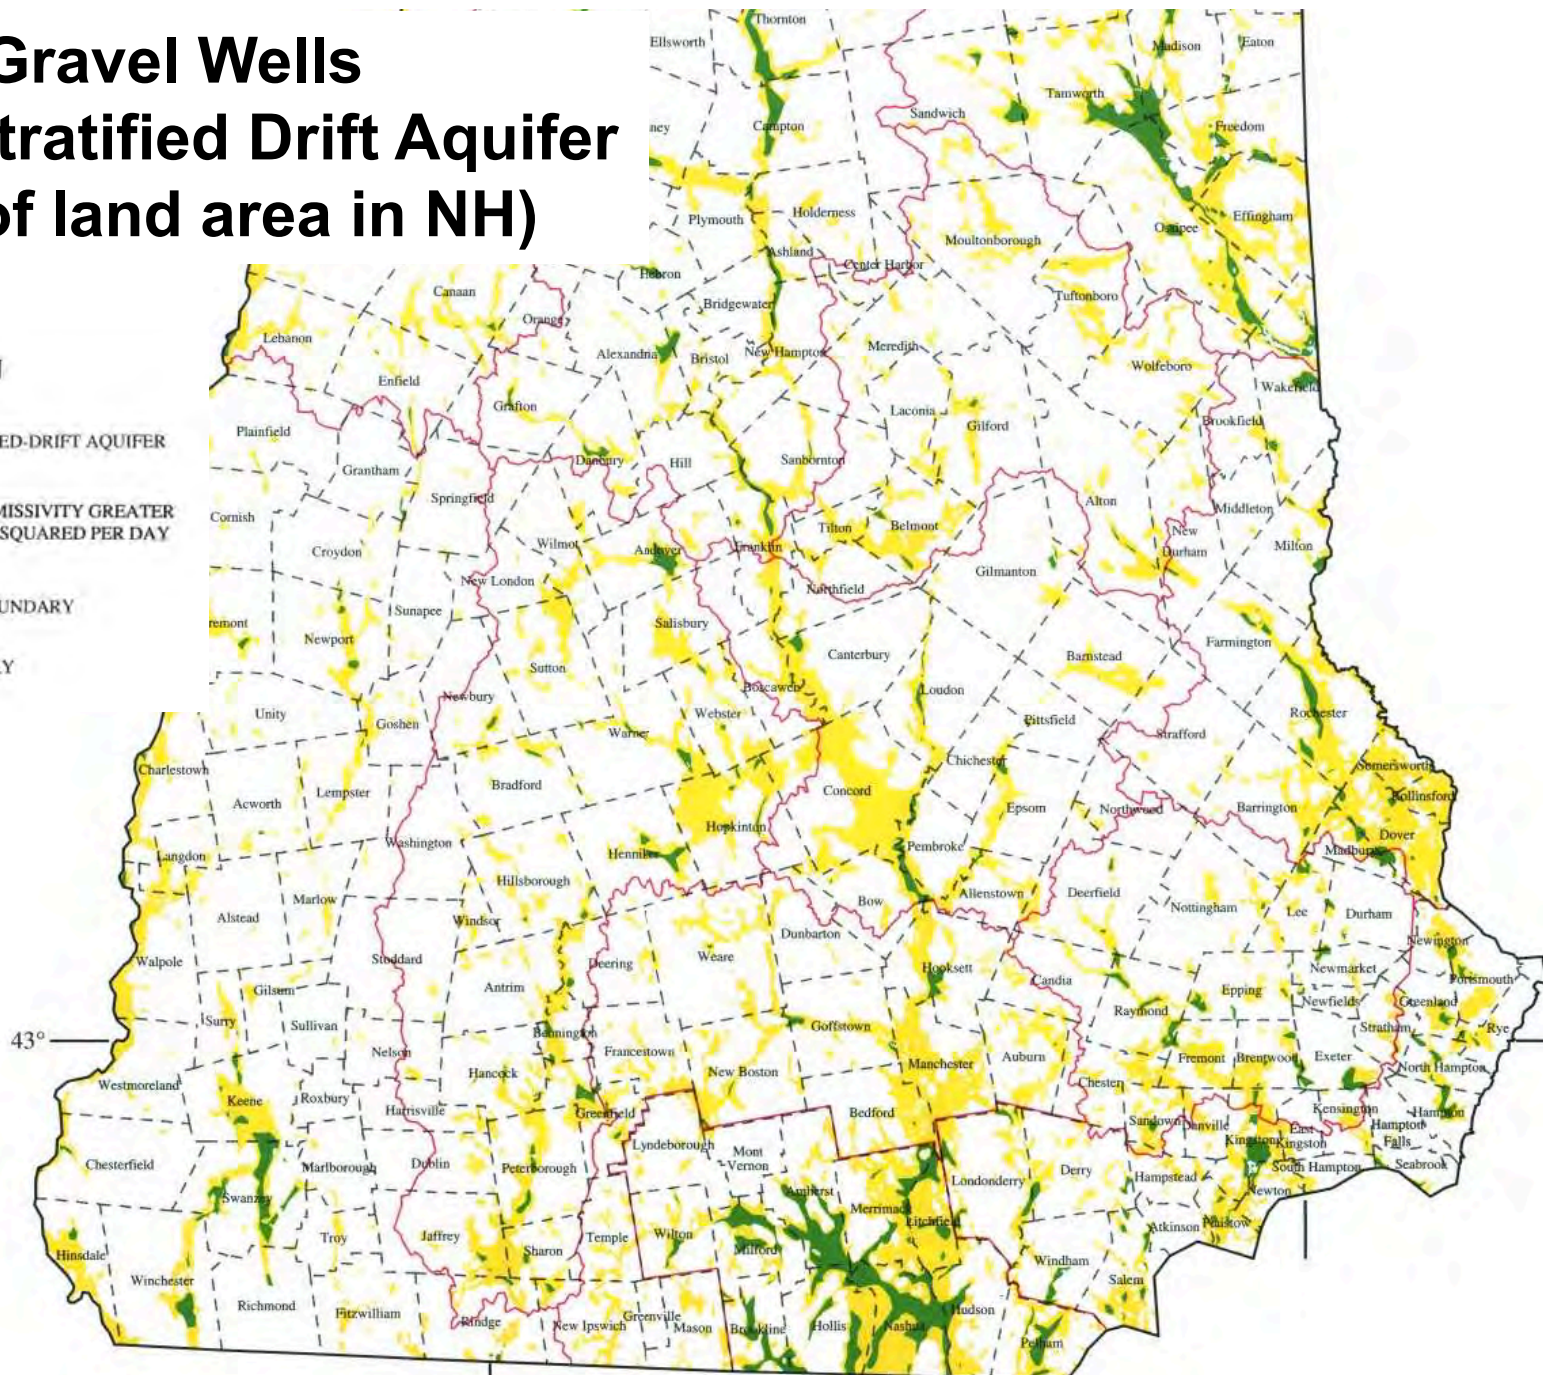 Gravel Wells
tratified Drift Aquifer
of land area in NH)
ED-DRIFT AQUIFER
MISSIVITY GREATER
SQUARED PER DAY
UNDARY
Y
Thornton
Ellsworth
Madison
Eaton
Tamworth
Sandwich
ney
Campton
Freedom
Plymouth
Holderness
Effingham
Ossipee
Moultonborough
Ashland
Center Harbor
Hebron
Canaan
Bridgewater
Tuftonboro
Orange
Lebanon
Alexandria
Bristol
New Hampton
Meredith
Wolfeboro
Enfield
Wakefield
Grafton
Laconia
Gilford
Brookfield
Plainfield
Danbury
Hill
Sanbornton
Grantham
Springfield
Alton
Middleton
Cornish
Tilton
Belmont
New
Durham
Croydon
Wilmot
Andover
Franklin
Milton
New London
Gilmanton
Northfield
Sunapee
remont
Newport
Salisbury
Farmington
Sutton
Canterbury
Barnstead
Newbury
Boscawen
Loudon
Unity
Goshen
Webster
Pittsfield
Rochester
Warner
Strafford
Charlestown
Chichester
Somersworth
Bradford
Lempster
Acworth
Concord
Rollinsford
Epsom
Northwood
Barrington
Hopkinton
Dover
Washington
Pembroke
Madbury
Langdon
Henniker
Hillsborough
Allenstown
Deerfield
Marlow
Bow
Nottingham
Lee
Durham
Alstead
Windsor
Dunbarton
Newington
Walpole
Stoddard
Deering
Weare
Hooksett
Newmarket
Portsmouth
Candia
Antrim
Gilsum
Epping
Newfields
Greenland
Surry
Sullivan
Raymond
Goffstown
Stratham
Rye
43°
Bennington
Nelson
Francestown
Auburn
Fremont
Brentwood
Exeter
Manchester
North Hampton
Hancock
New Boston
Westmoreland
Chester
Keene
Roxbury
Harrisville
Greenfield
Bedford
Kensington
Hampton
Sandown
Danville
Hampton
Falls
East
Kingston
Kingston
Lyndeborough
Mont
Vernon
Chesterfield
Marlborough
Dublin
Peterborough
Derry
South Hampton
Seabrook
Londonderry
Hampstead
Swanzey
Amherst
Newton
Merrimack
Litchfield
Atkinson
Plaistow
Troy
Jaffrey
Temple
Wilton
Milford
Sharon
Hinsdale
Windham
Winchester
Salem
Richmond
Fitzwilliam
Hudson
Rindge
New Ipswich
Greenville
Mason
Brookline
Hollis
Nashua
Pelham